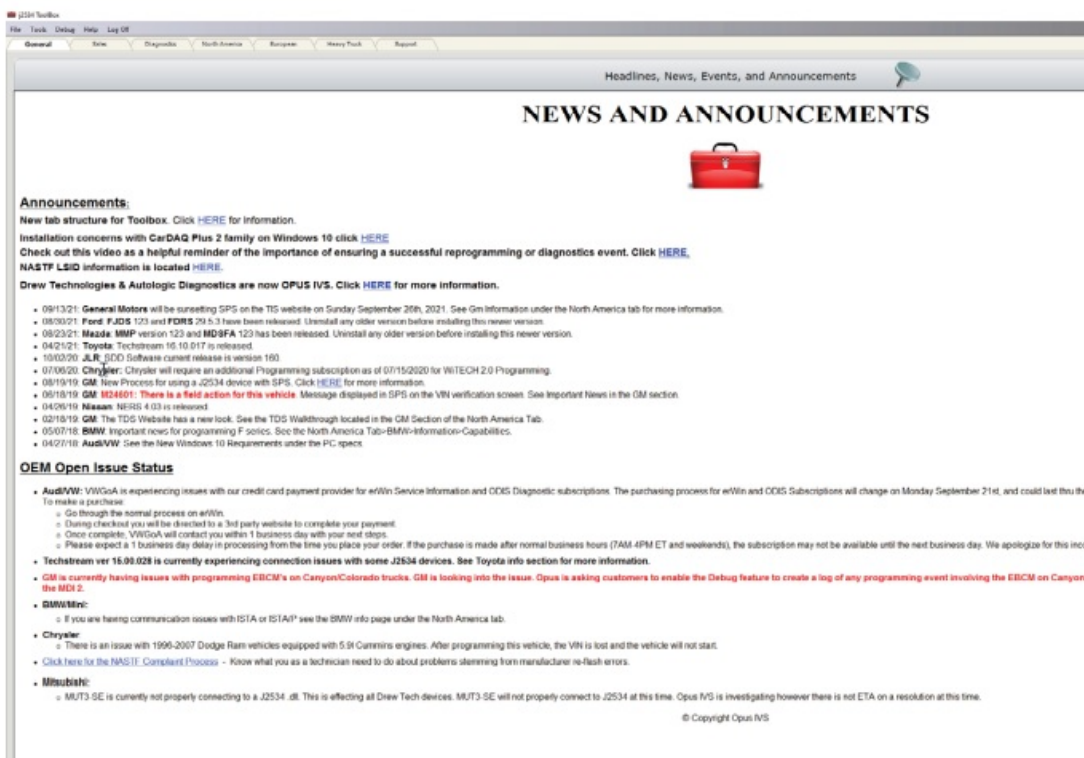 j2534 ToolBox
File Tools Debug Help Log Off
General Sales Diagnostics North America European Heavy Truck Support
Headlines, News, Events, and Announcements
NEWS AND ANNOUNCEMENTS
Announcements:
New tab structure for Toolbox. Click HERE for Information.
Installation concerns with CarDAQ Plus 2 family on Windows 10 click HERE
Check out this video as a helpful reminder of the importance of ensuring a successful reprogramming or diagnostics event. Click HERE.
NASTF LSID information is located HERE.
Drew Technologies & Autologic Diagnostics are now OPUS IVS. Click HERE for more information.
• 09/13/21: General Motors will be sunsetting SPS on the TIS website on Sunday September 26th, 2021. See Gm Information under the North America tab for more information.
• 08/30/21: Ford: FJDS 123 and FDRS 29.5.3 have been released. Uninstall any older version before installing this newer version.
• 08/23/21: Mazda: MMP version 123 and MDSFA 123 has been released. Uninstall any older version before installing this newer version.
• 04/21/21: Toyota: Techstream 16.10.017 is released.
• 10/02/20: JLR: SDD Software current release is version 160.
• 07/06/20: Chrysler: Chrysler will require an additional Programming subscription as of 07/15/2020 for WiTECH 2.0 Programming.
• 08/19/19: GM: New Process for using a J2534 device with SPS. Click HERE for more information.
• 06/18/19: GM: M24601: There is a field action for this vehicle. Message displayed in SPS on the VIN verification screen. See Important News in the GM section.
• 04/26/19: Nissan: NERS 4.03 is released.
• 02/18/19: GM: The TDS Website has a new look. See the TDS Walkthrough located in the GM Section of the North America Tab.
• 05/07/18: BMW: Important news for programming F series. See the North America Tab>BMW>Information>Capabilities.
• 04/27/18: Audi/VW: See the New Windows 10 Requirements under the PC specs.
OEM Open Issue Status
• Audi/VW: VWGoA is experiencing issues with our credit card payment provider for erWin Service Information and ODIS Diagnostic subscriptions. The purchasing process for erWin and ODIS Subscriptions will change on Monday September 21st, and could last thru the
To make a purchase:
o Go through the normal process on erWin.
o During checkout you will be directed to a 3rd party website to complete your payment.
o Once complete, VWGoA will contact you within 1 business day with your next steps.
o Please expect a 1 business day delay in processing from the time you place your order. If the purchase is made after normal business hours (7AM 4PM ET and weekends), the subscription may not be available until the next business day. We apologize for this inc
• Techstream ver 15.00.028 is currently experiencing connection issues with some J2534 devices. See Toyota info section for more information.
• GM is currently having issues with programming EBCM's on Canyon/Colorado trucks. GM is looking into the issue. Opus is asking customers to enable the Debug feature to create a log of any programming event involving the EBCM on Canyon
the MDI 2.
• BMW/Mini:
o If you are having communication issues with ISTA or ISTA/P see the BMW info page under the North America tab.
• Chrysler
o There is an issue with 1996-2007 Dodge Ram vehicles equipped with 5.9l Cummins engines. After programming this vehicle, the VIN is lost and the vehicle will not start.
• Click here for the NASTF Complaint Process - Know what you as a technician need to do about problems stemming from manufacturer re-flash errors.
• Mitsubishi:
o MUT3-SE is currently not properly connecting to a J2534 .dll. This is effecting all Drew Tech devices. MUT3-SE will not properly connect to J2534 at this time. Opus IVS is investigating however there is not ETA on a resolution at this time.
© Copyright Opus IVS